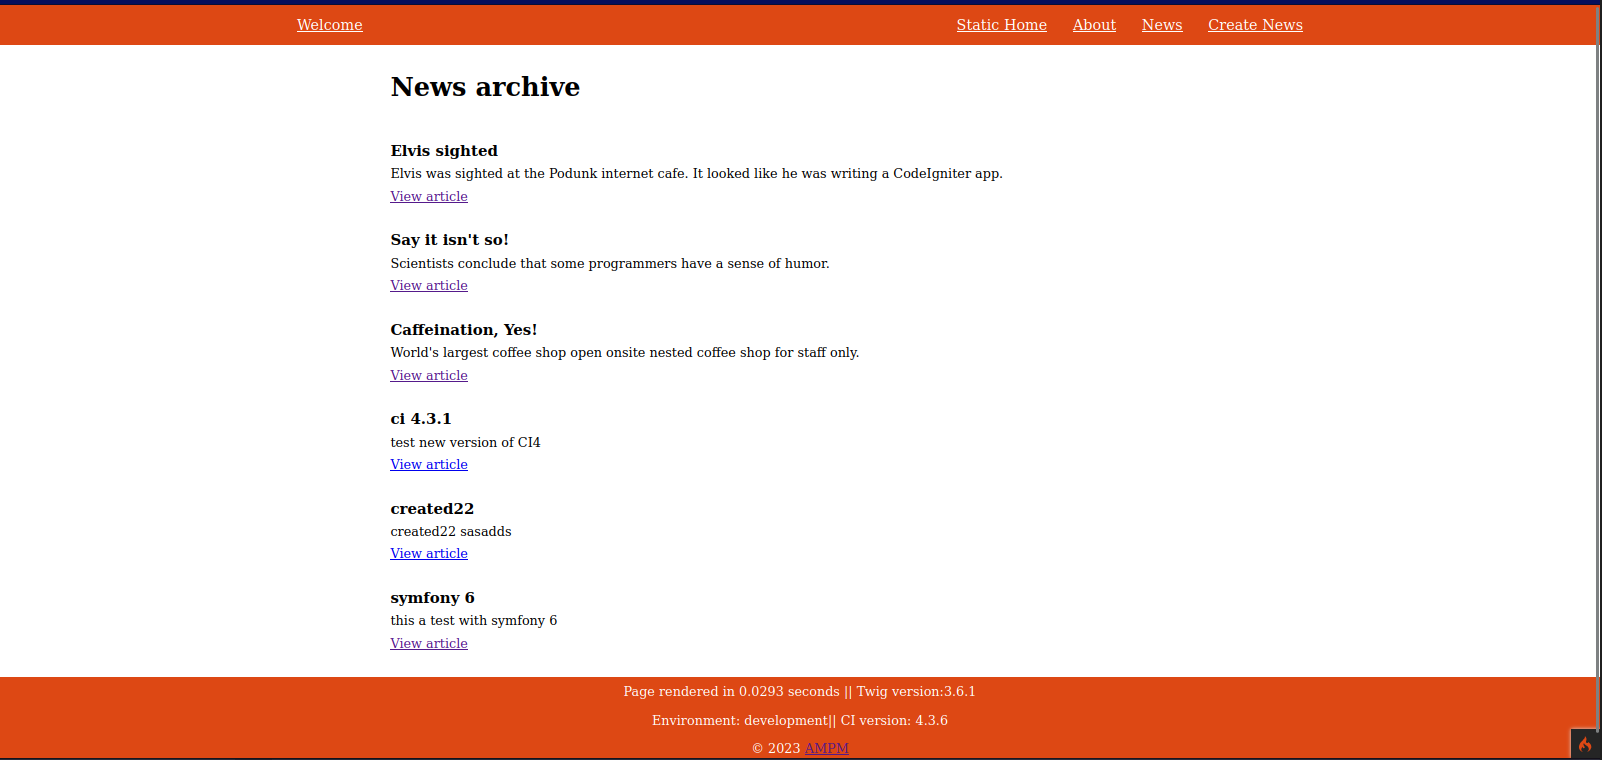 Welcome Static Home About News Create News
News archive
Elvis sighted
Elvis was sighted at the Podunk internet cafe. It looked like he was writing a CodeIgniter app.
View article
Say it isn't so!
Scientists conclude that some programmers have a sense of humor.
View article
Caffeination, Yes!
World's largest coffee shop open onsite nested coffee shop for staff only.
View article
ci 4.3.1
test new version of CI4
View article
created22
created22 sasadds
View article
symfony 6
this a test with symfony 6
View article
Page rendered in 0.0293 seconds || Twig version:3.6.1
Environment: development|| CI version: 4.3.6
© 2023 AMPM